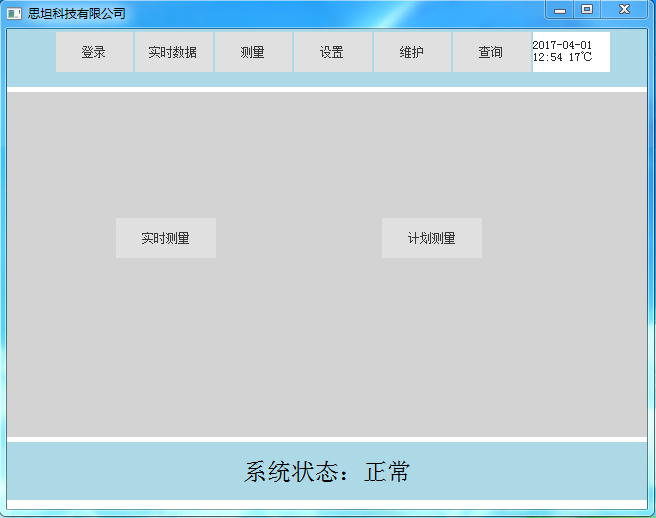 思坦科技有限公司
登录 实时数据 测量 设置 维护 查询
2017-04-01
12:54 17℃
实时测量 计划测量
系统状态：正常